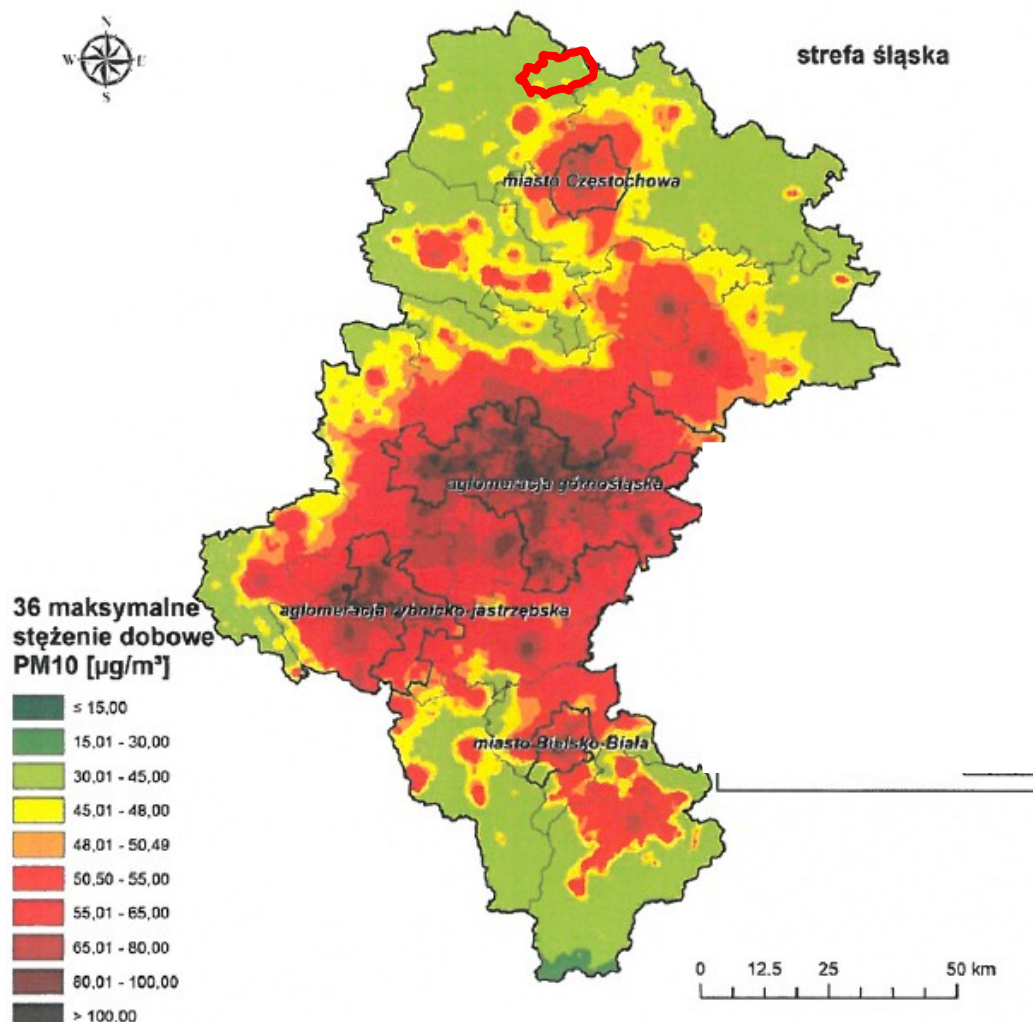 N
W E
S
strefa śląska
miasto Częstochowa
aglomeracja górnośląska
aglomeracja rybnicko-jastrzębska
miasto Bielsko-Biała
36 maksymalne
stężenie dobowe
PM10 [µg/m³]
≤ 15,00
15,01 - 30,00
30,01 - 45,00
45,01 - 48,00
48,01 - 50,49
50,50 - 55,00
55,01 - 65,00
65,01 - 80,00
80,01 - 100,00
> 100,00
0 12.5 25 50 km